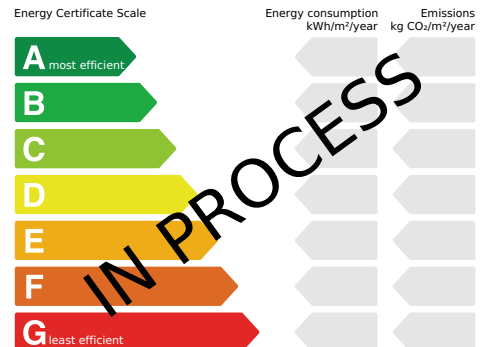 Energy Certificate Scale
Energy consumption
kWh/m²/year
Emissions
kg CO₂/m²/year
A most efficient
B
C
D
E
F
G least efficient
IN PROCESS